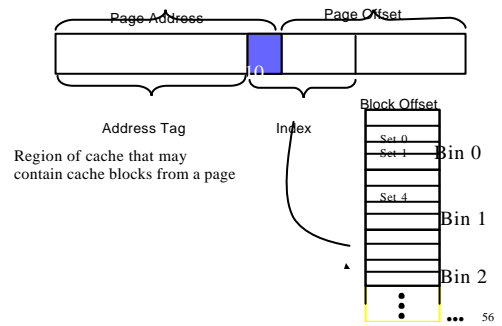 Page Address
Page Offset
10
Address Tag
Index
Block Offset
Region of cache that may
contain cache blocks from a page
Set 0
Set 1
Bin 0
Set 4
Bin 1
Bin 2
56